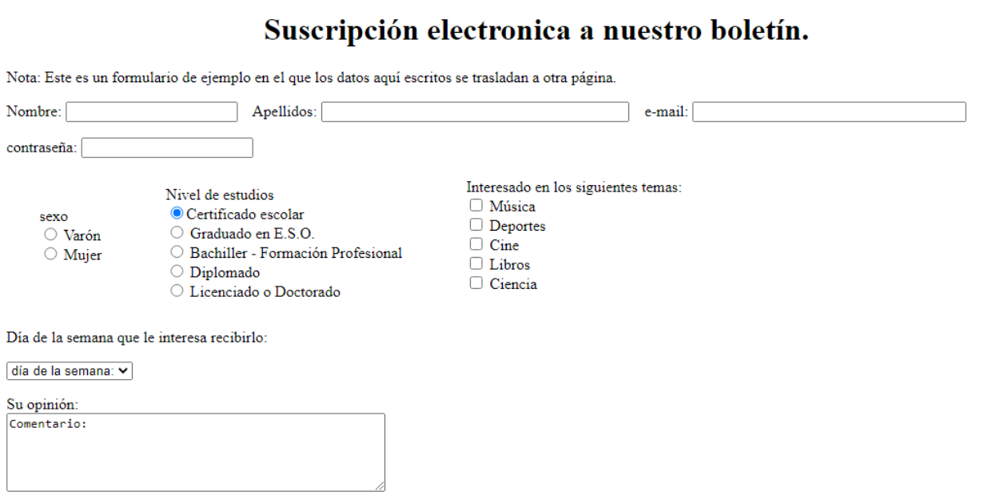 Suscripción electronica a nuestro boletín.
Nota: Este es un formulario de ejemplo en el que los datos aquí escritos se trasladan a otra página.
Nombre: Apellidos: e-mail:
contraseña:
sexo
Varón
Mujer
Nivel de estudios
Certificado escolar
Graduado en E.S.O.
Bachiller - Formación Profesional
Diplomado
Licenciado o Doctorado
Interesado en los siguientes temas:
Música
Deportes
Cine
Libros
Ciencia
Día de la semana que le interesa recibirlo:
día de la semana:
Su opinión:
Comentario: